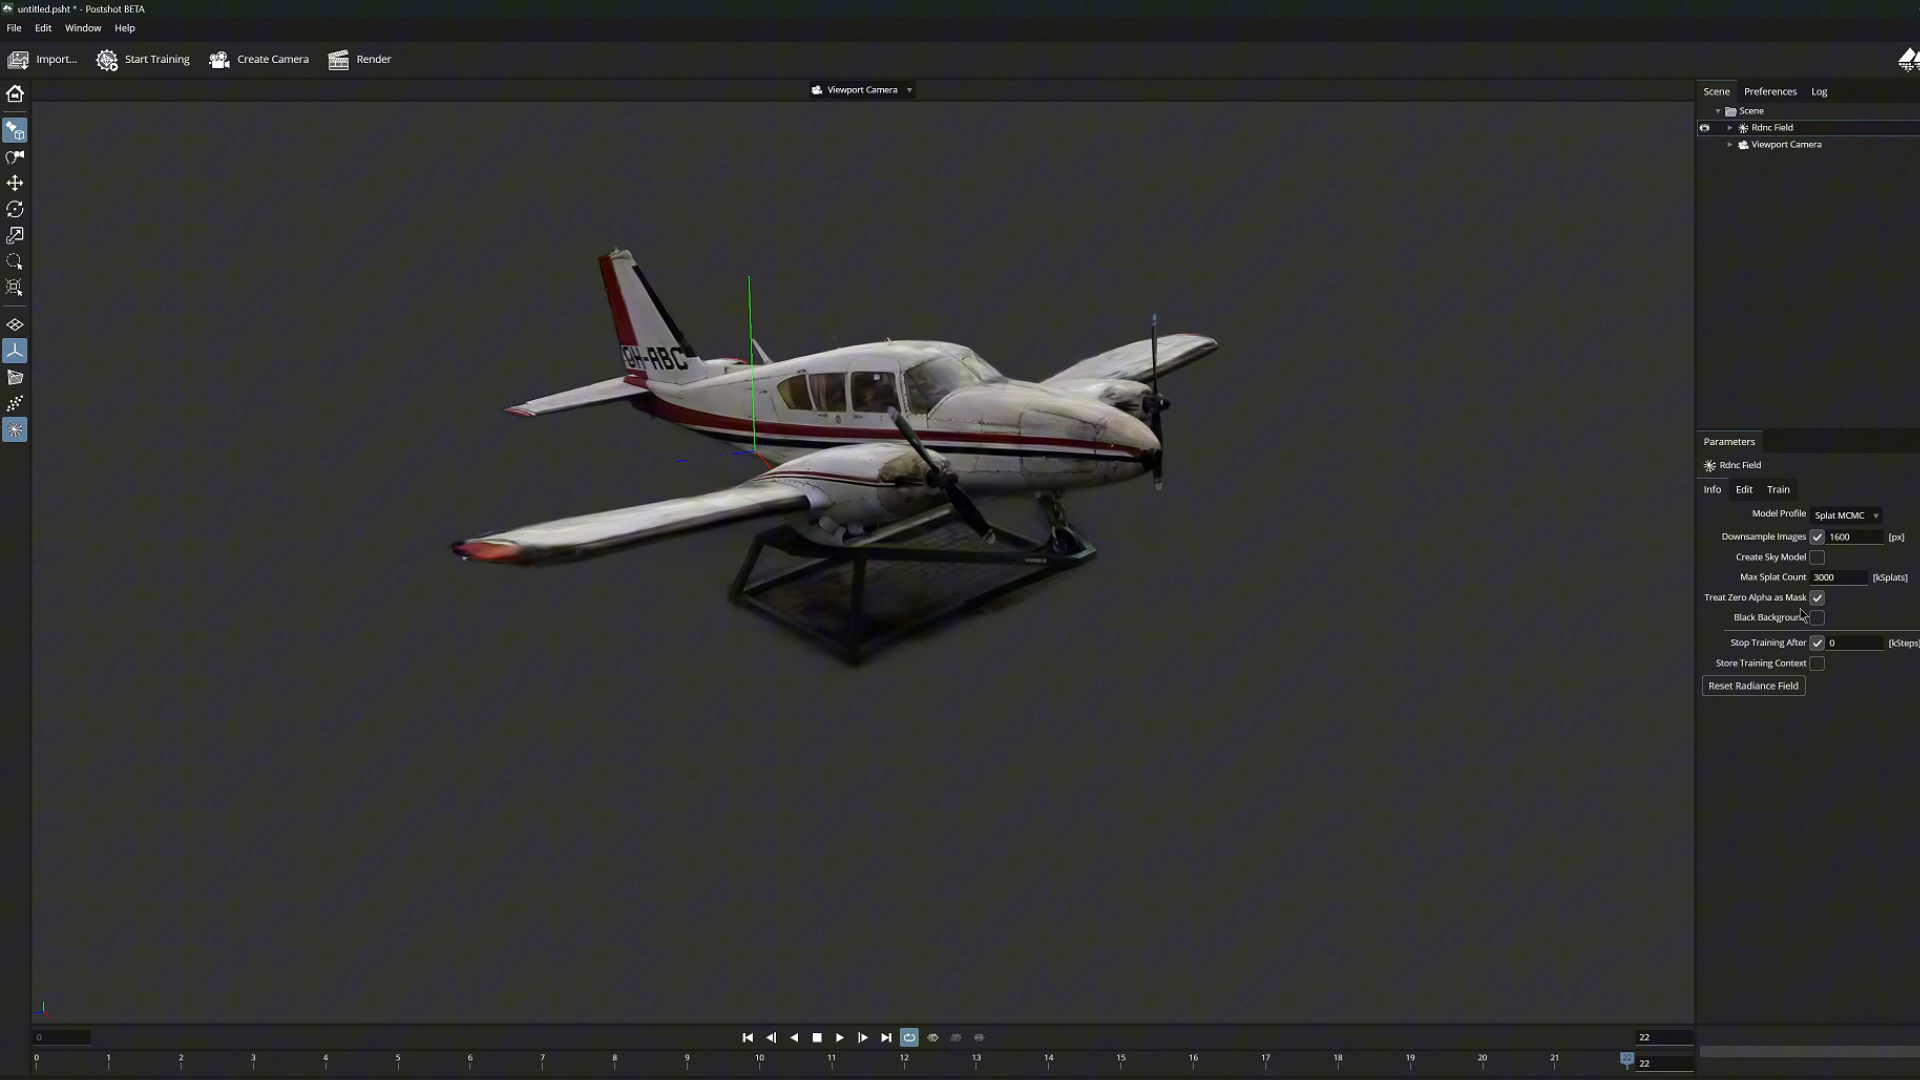 untitled.psht * - Postshot BETA
File Edit Window Help
Import... Start Training Create Camera Render
Viewport Camera
Scene Preferences Log
Scene
Rdnc Field
Viewport Camera
OH-ABC
Parameters
Rdnc Field
Info Edit Train
Model Profile Splat MCMC
Downsample Images 1600 [px]
Create Sky Model
Max Splat Count 3000 [kSplats]
Treat Zero Alpha as Mask
Black Background
Stop Training After 0 [kSteps]
Store Training Context
Reset Radiance Field
0 22
0 1 2 3 4 5 6 7 8 9 10 11 12 13 14 15 16 17 18 19 20 21 22 22